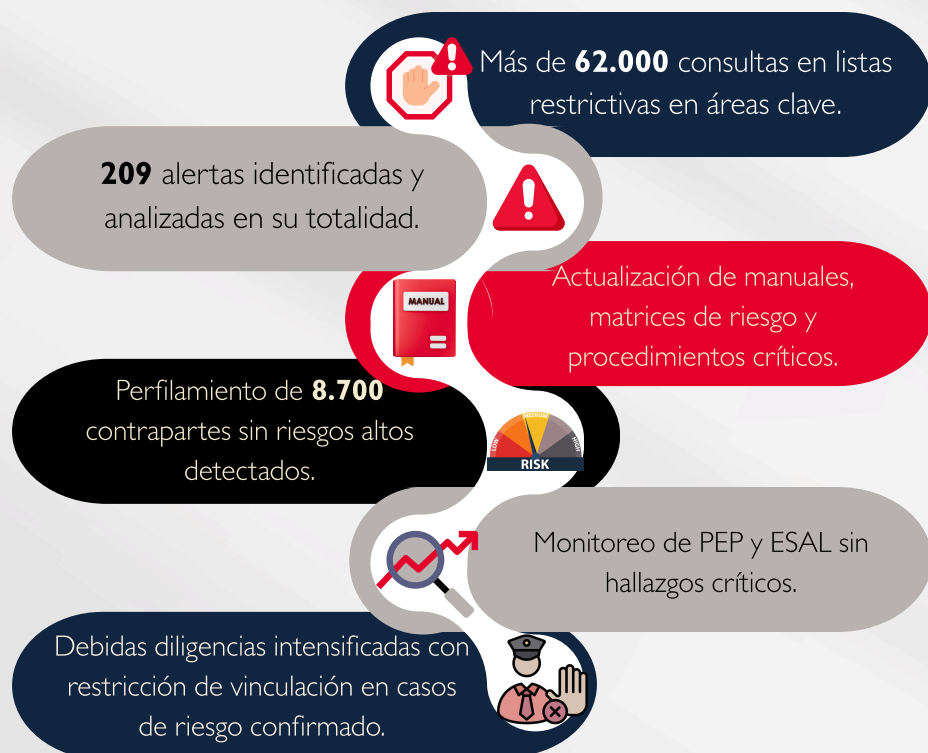 Más de 62.000 consultas en listas
restrictivas en áreas clave.
209 alertas identificadas y
analizadas en su totalidad.
MANUAL
Actualización de manuales,
matrices de riesgo y
procedimientos críticos.
Perfilamiento de 8.700
contrapartes sin riesgos altos
detectados.
LOW
MEDIUM
HIGH
RISK
Monitoreo de PEP y ESAL sin
hallazgos críticos.
Debidas diligencias intensificadas con
restricción de vinculación en casos
de riesgo confirmado.